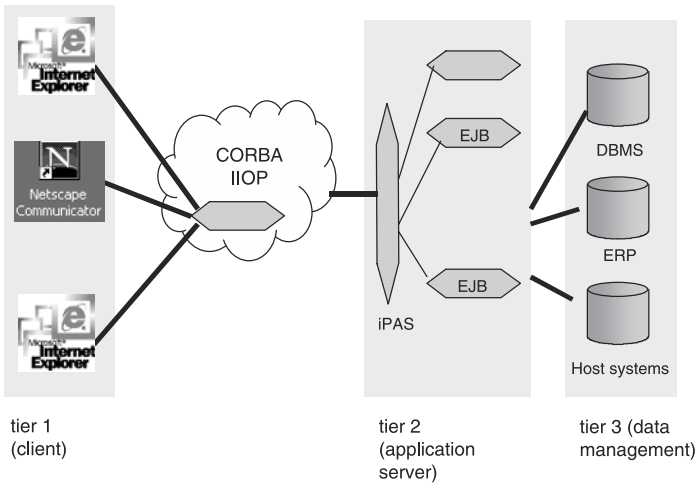 Microsoft®
Internet
Explorer
N
Netscape
Communicator
Microsoft®
Internet
Explorer
CORBA
IIOP
EJB
EJB
iPAS
DBMS
ERP
Host systems
tier 1
(client)
tier 2
(application
server)
tier 3 (data
management)